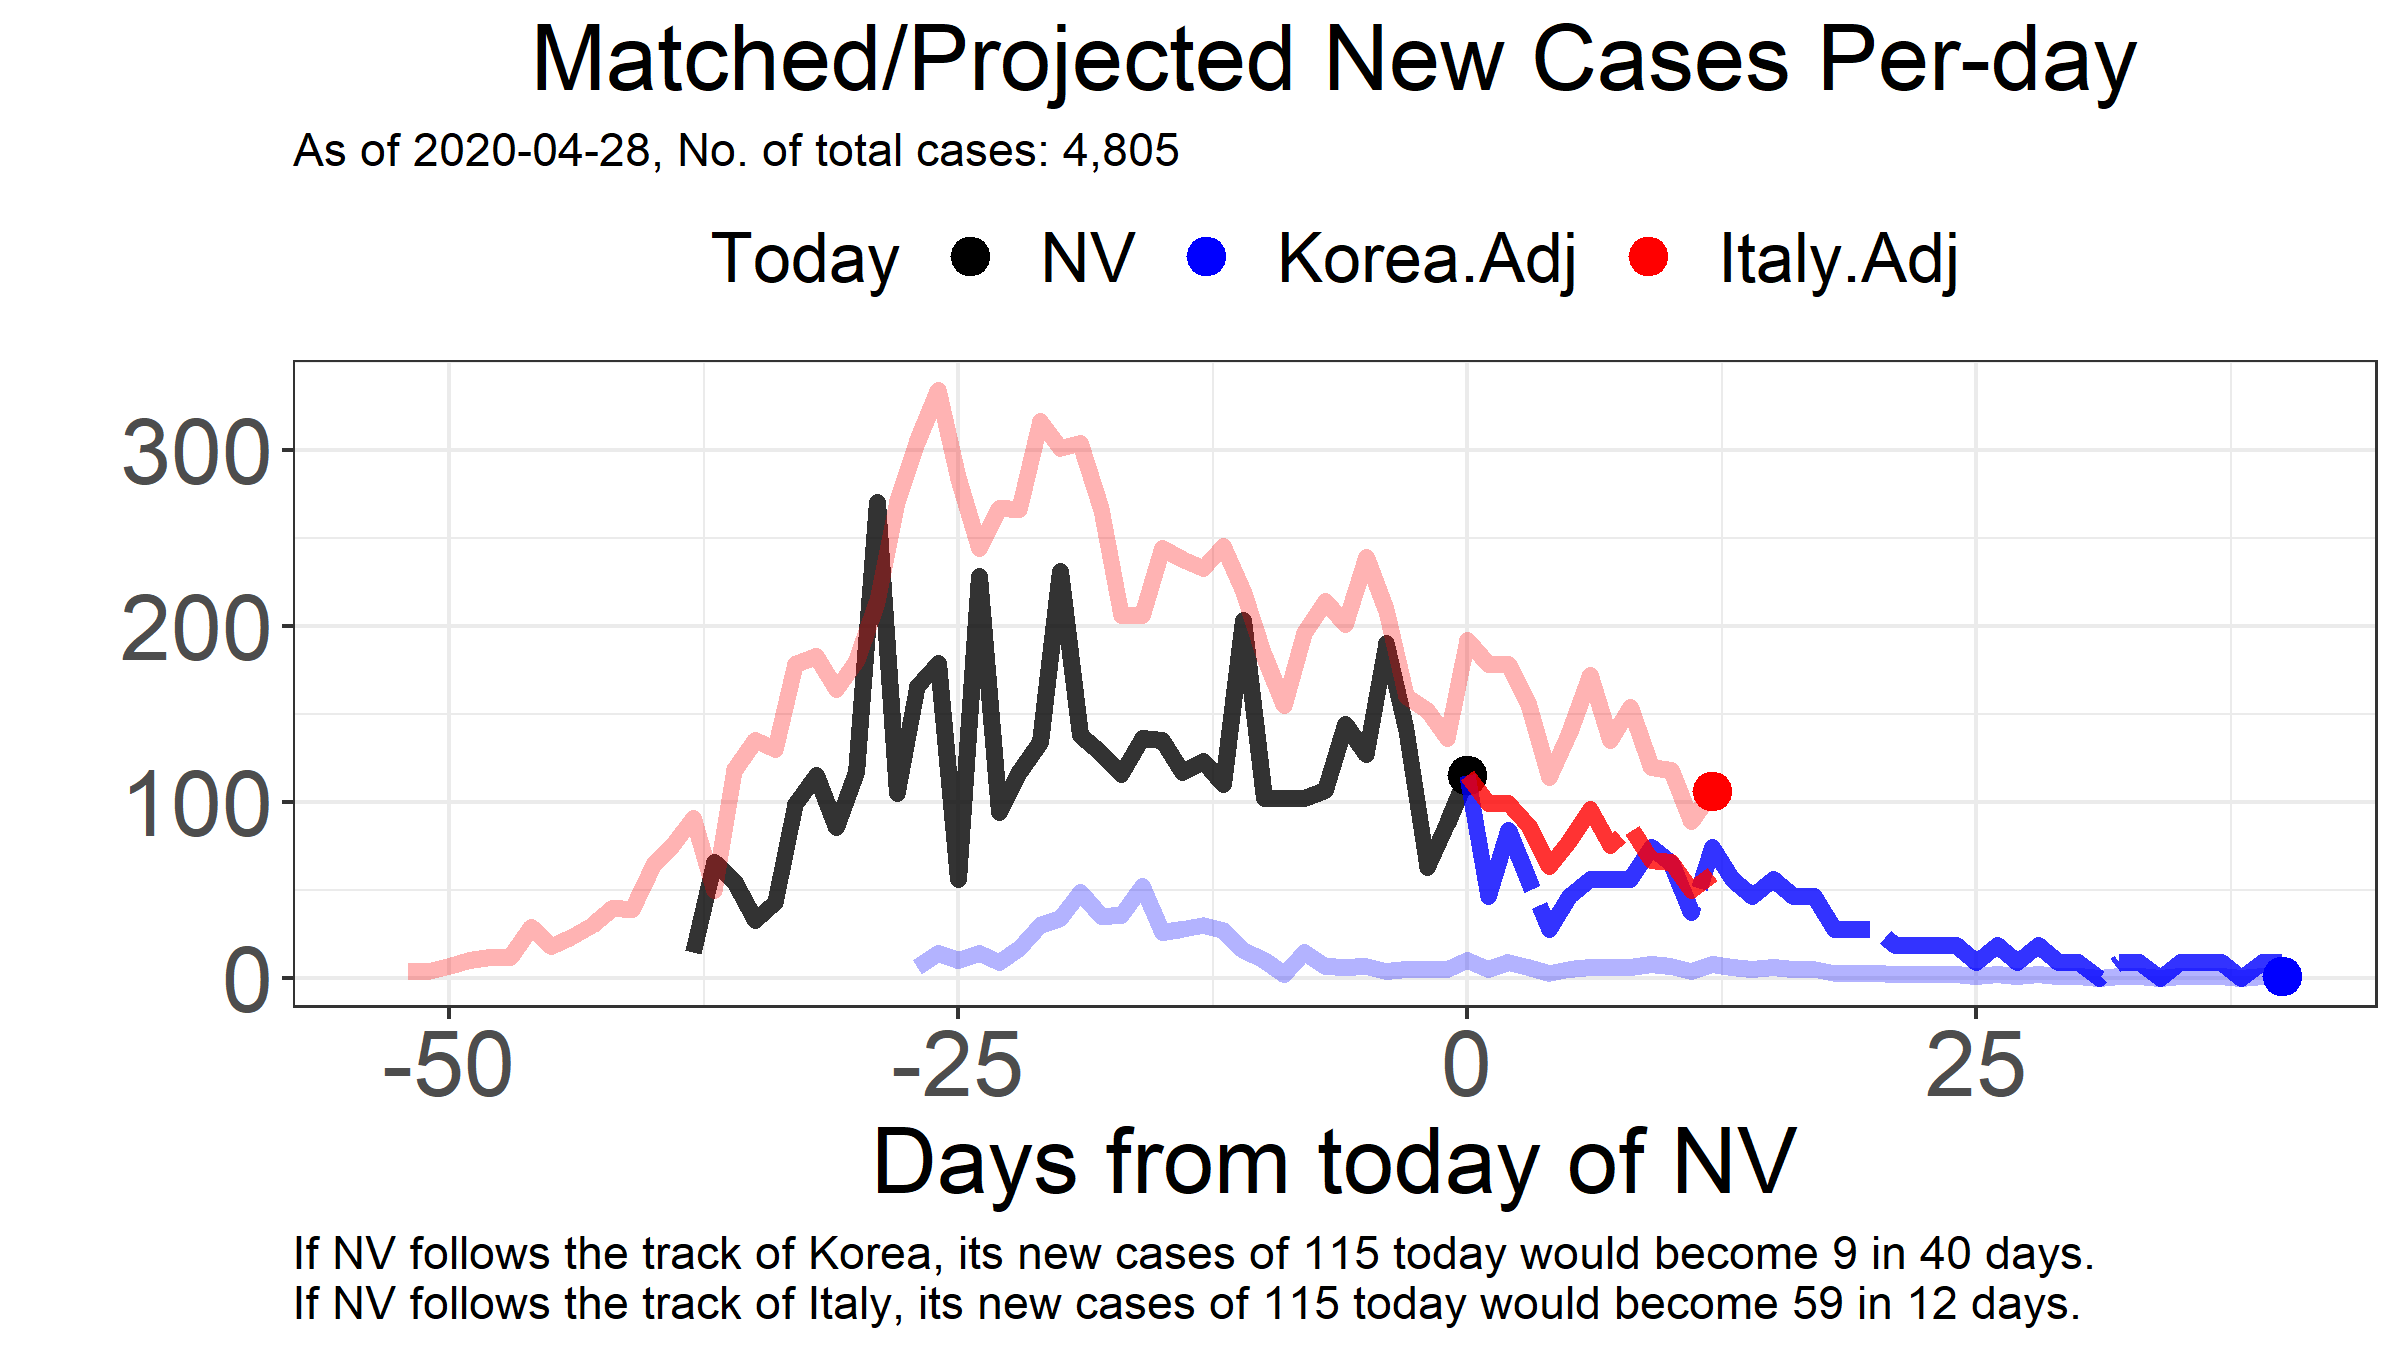 Matched/Projected New Cases Per-day
As of 2020-04-28, No. of total cases: 4,805
Today NV Korea.Adj Italy.Adj
300
200
100
0
-50 -25 0 25
Days from today of NV
If NV follows the track of Korea, its new cases of 115 today would become 9 in 40 days.
If NV follows the track of Italy, its new cases of 115 today would become 59 in 12 days.